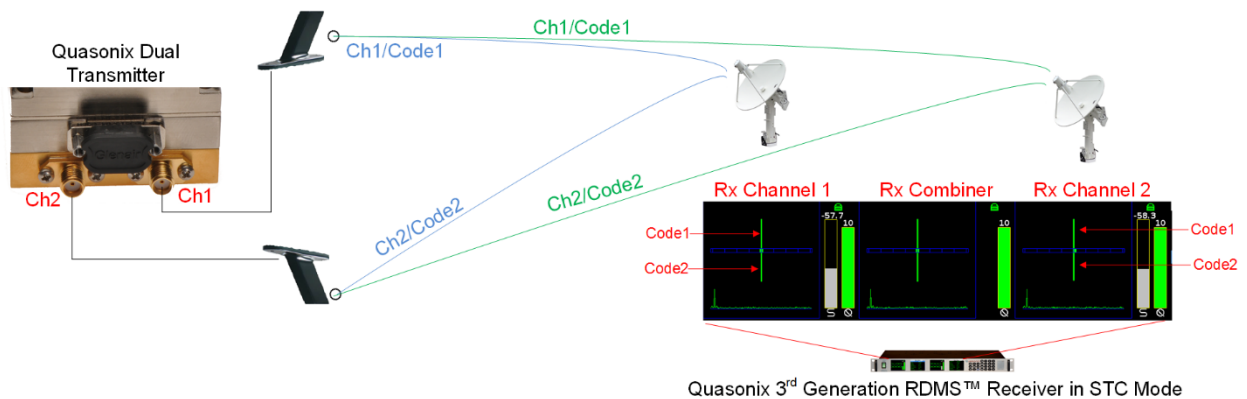 Quasonix Dual
Transmitter
Ch2
Ch1
Ch1/Code1
Ch1/Code1
Ch2/Code2
Ch2/Code2
Rx Channel 1
Rx Combiner
Rx Channel 2
-57.7
10
10
-58.3
10
Code1
Code2
Code1
Code2
S
Q
Q
S
Q
Quasonix 3rd Generation RDMS™ Receiver in STC Mode